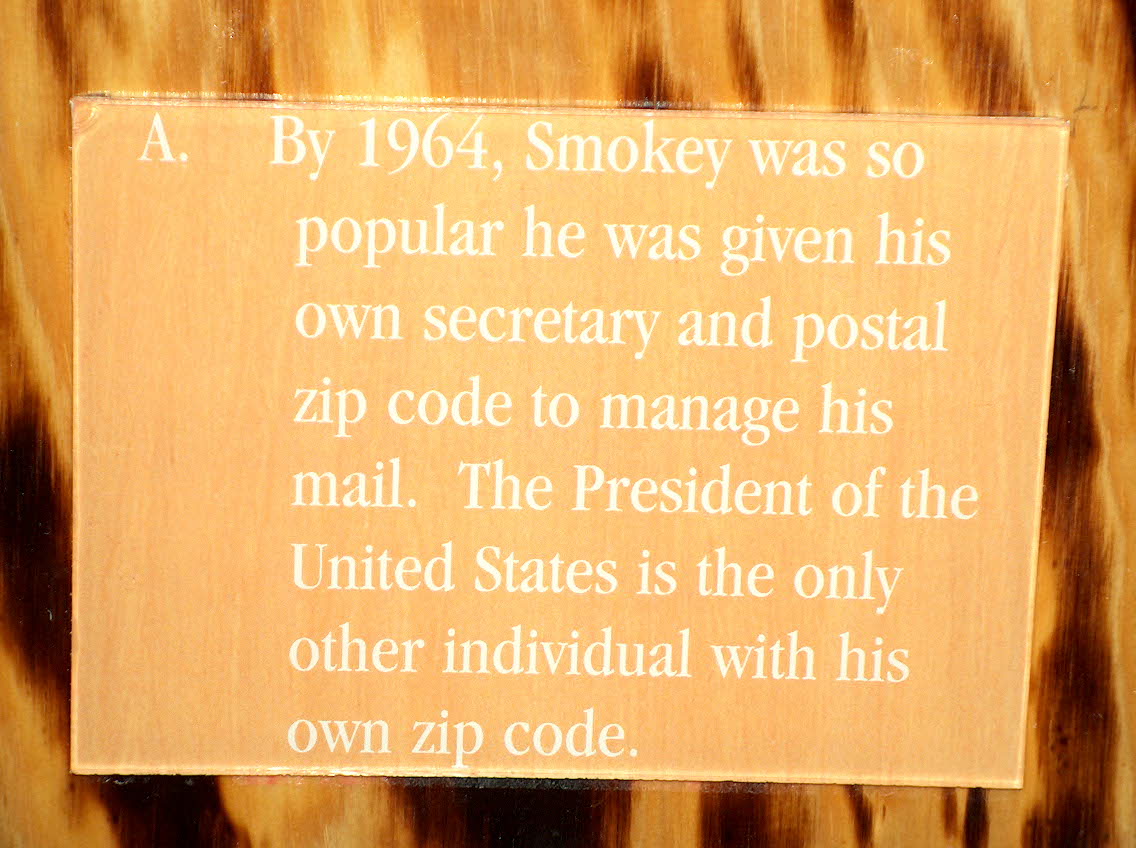 A. By 1964, Smokey was so
popular he was given his
own secretary and postal
zip code to manage his
mail. The President of the
United States is the only
other individual with his
own zip code.